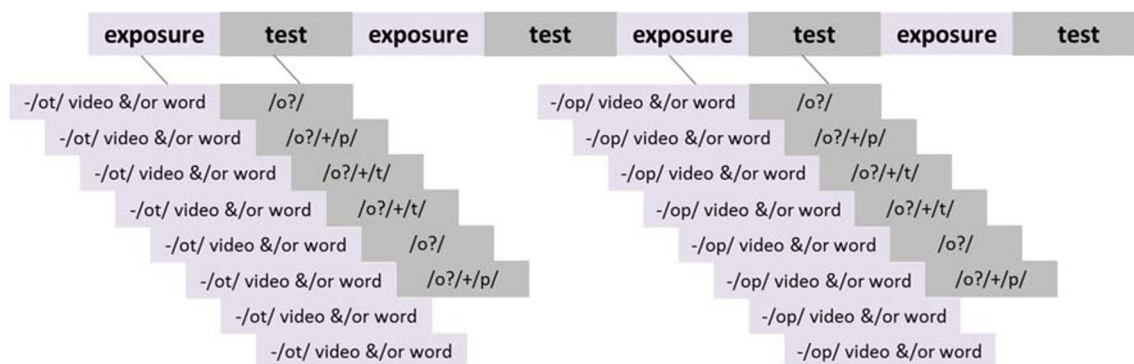 exposure test exposure test exposure test exposure test
-/ot/ video &/or word /o?/ -/op/ video &/or word /o?/
-/ot/ video &/or word /o?/+/p/ -/op/ video &/or word /o?/+/p/
-/ot/ video &/or word /o?/+/t/ -/op/ video &/or word /o?/+/t/
-/ot/ video &/or word /o?/+/t/ -/op/ video &/or word /o?/+/t/
-/ot/ video &/or word /o?/ -/op/ video &/or word /o?/
-/ot/ video &/or word /o?/+/p/ -/op/ video &/or word /o?/+/p/
-/ot/ video &/or word -/op/ video &/or word
-/ot/ video &/or word -/op/ video &/or word